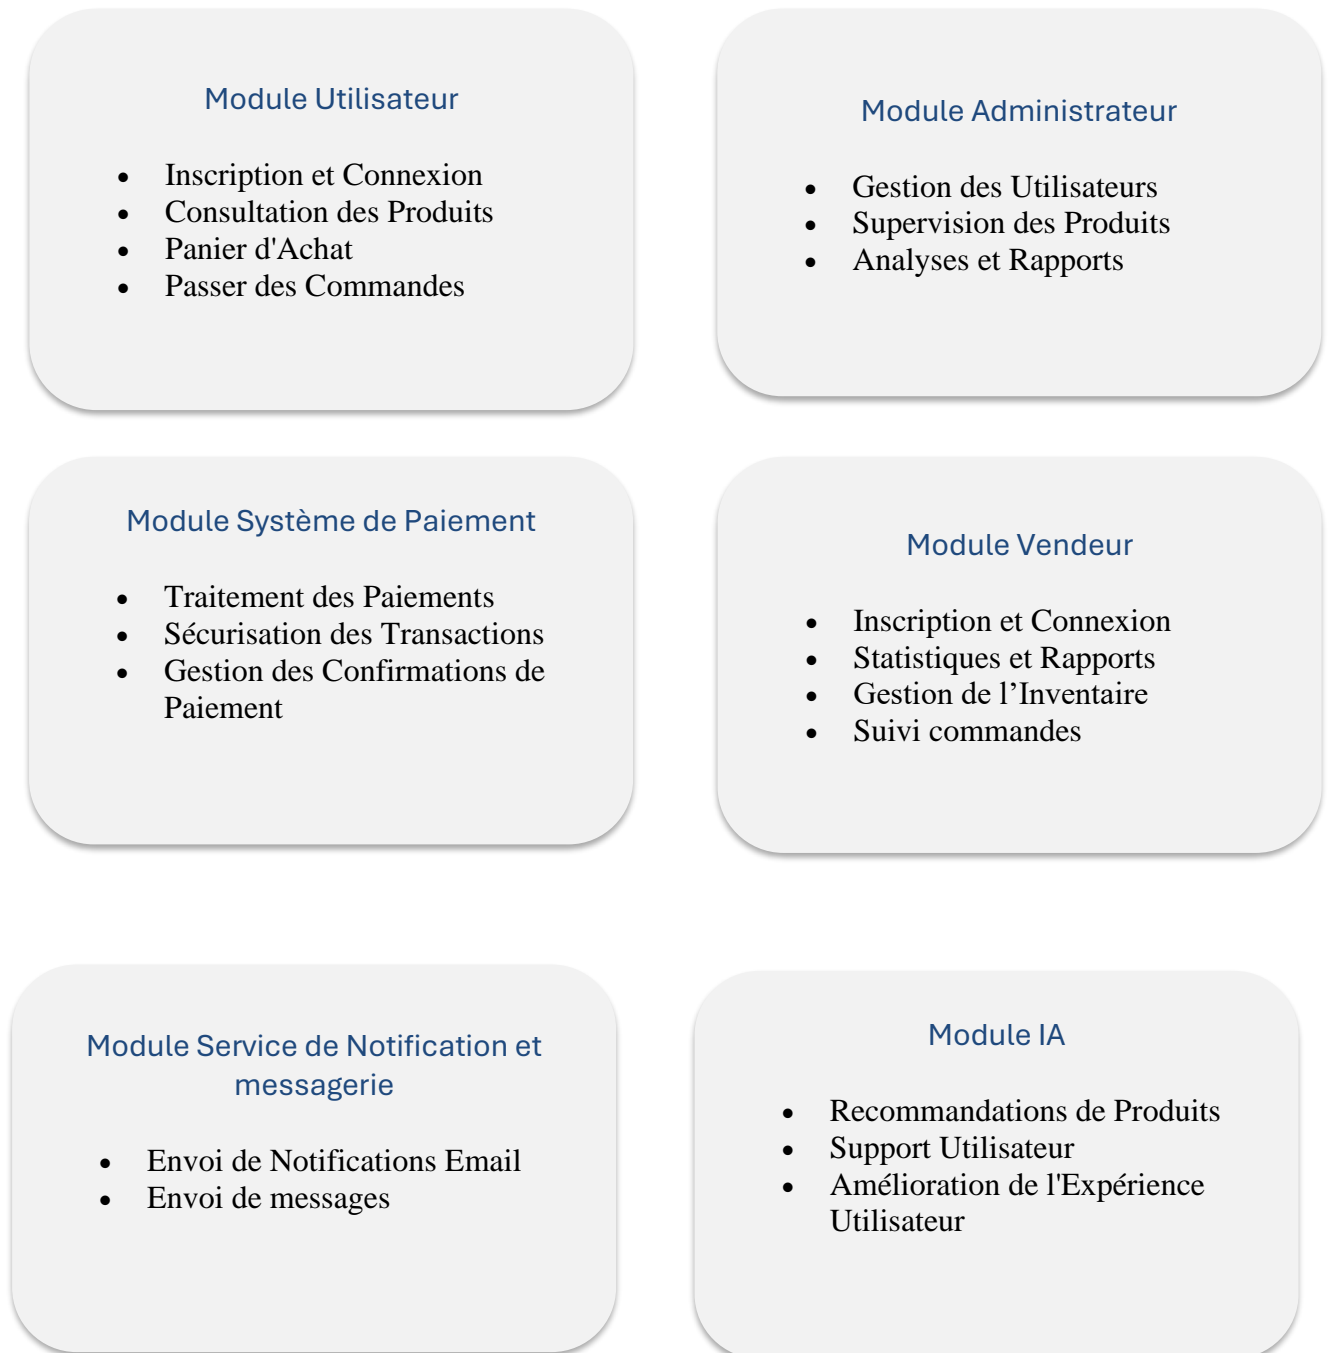 Module Utilisateur
• Inscription et Connexion
• Consultation des Produits
• Panier d'Achat
• Passer des Commandes
Module Administrateur
• Gestion des Utilisateurs
• Supervision des Produits
• Analyses et Rapports
Module Système de Paiement
• Traitement des Paiements
• Sécurisation des Transactions
• Gestion des Confirmations de
Paiement
Module Vendeur
• Inscription et Connexion
• Statistiques et Rapports
• Gestion de l’Inventaire
• Suivi commandes
Module Service de Notification et
messagerie
• Envoi de Notifications Email
• Envoi de messages
Module IA
• Recommandations de Produits
• Support Utilisateur
• Amélioration de l'Expérience
Utilisateur